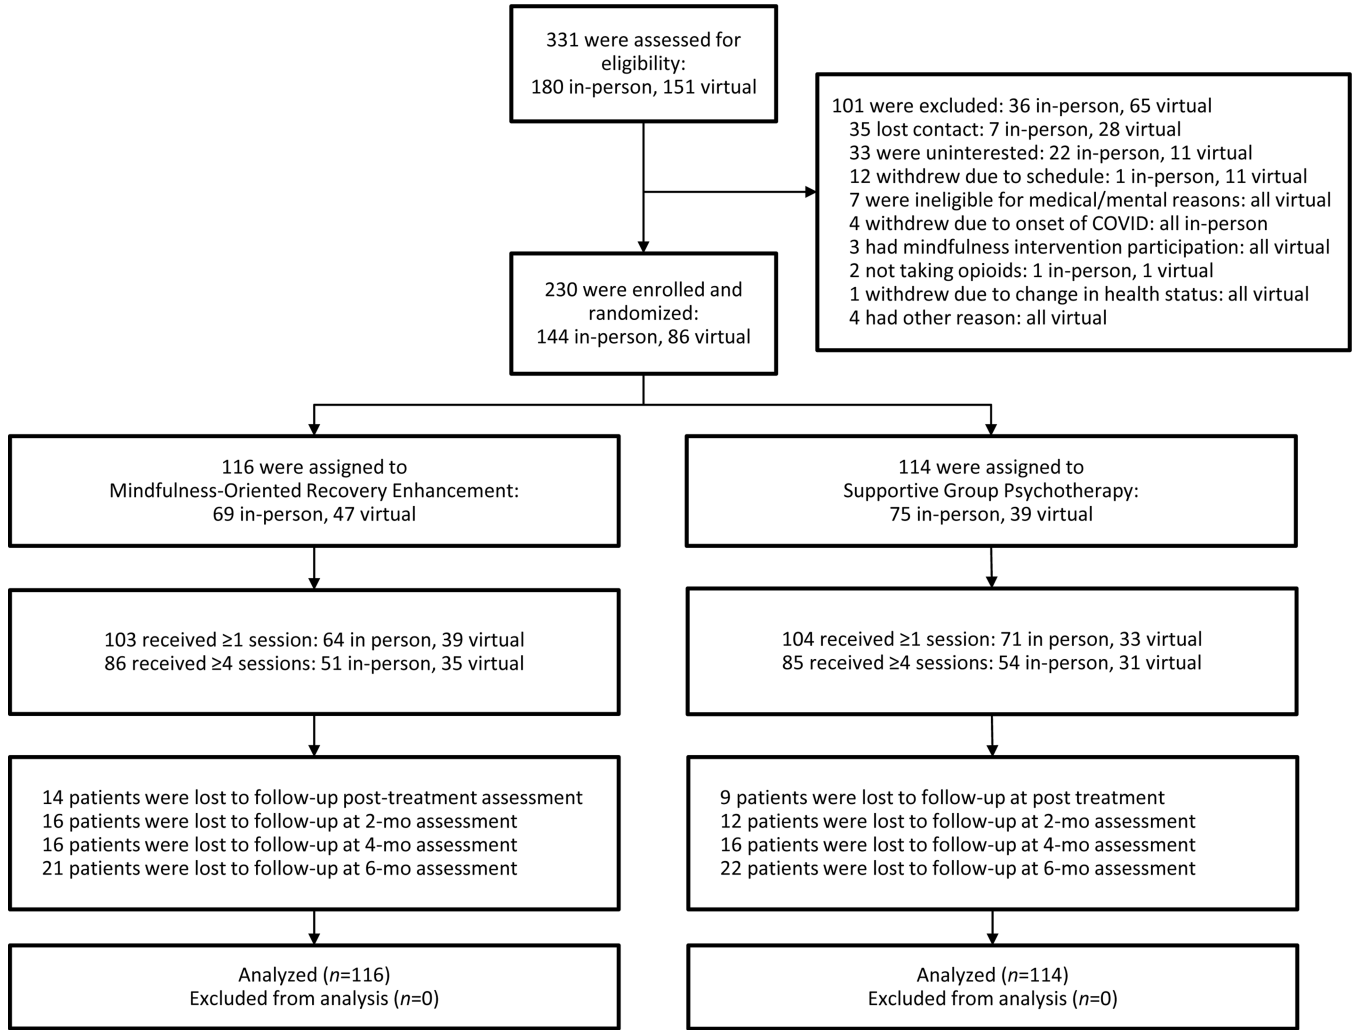 331 were assessed for
eligibility:
180 in-person, 151 virtual
101 were excluded: 36 in-person, 65 virtual
35 lost contact: 7 in-person, 28 virtual
33 were uninterested: 22 in-person, 11 virtual
12 withdrew due to schedule: 1 in-person, 11 virtual
7 were ineligible for medical/mental reasons: all virtual
4 withdrew due to onset of COVID: all in-person
3 had mindfulness intervention participation: all virtual
2 not taking opioids: 1 in-person, 1 virtual
1 withdrew due to change in health status: all virtual
4 had other reason: all virtual
230 were enrolled and
randomized:
144 in-person, 86 virtual
116 were assigned to
Mindfulness-Oriented Recovery Enhancement:
69 in-person, 47 virtual
114 were assigned to
Supportive Group Psychotherapy:
75 in-person, 39 virtual
103 received ≥1 session: 64 in person, 39 virtual
86 received ≥4 sessions: 51 in-person, 35 virtual
104 received ≥1 session: 71 in person, 33 virtual
85 received ≥4 sessions: 54 in-person, 31 virtual
14 patients were lost to follow-up post-treatment assessment
16 patients were lost to follow-up at 2-mo assessment
16 patients were lost to follow-up at 4-mo assessment
21 patients were lost to follow-up at 6-mo assessment
9 patients were lost to follow-up at post treatment
12 patients were lost to follow-up at 2-mo assessment
16 patients were lost to follow-up at 4-mo assessment
22 patients were lost to follow-up at 6-mo assessment
Analyzed (n=116)
Excluded from analysis (n=0)
Analyzed (n=114)
Excluded from analysis (n=0)